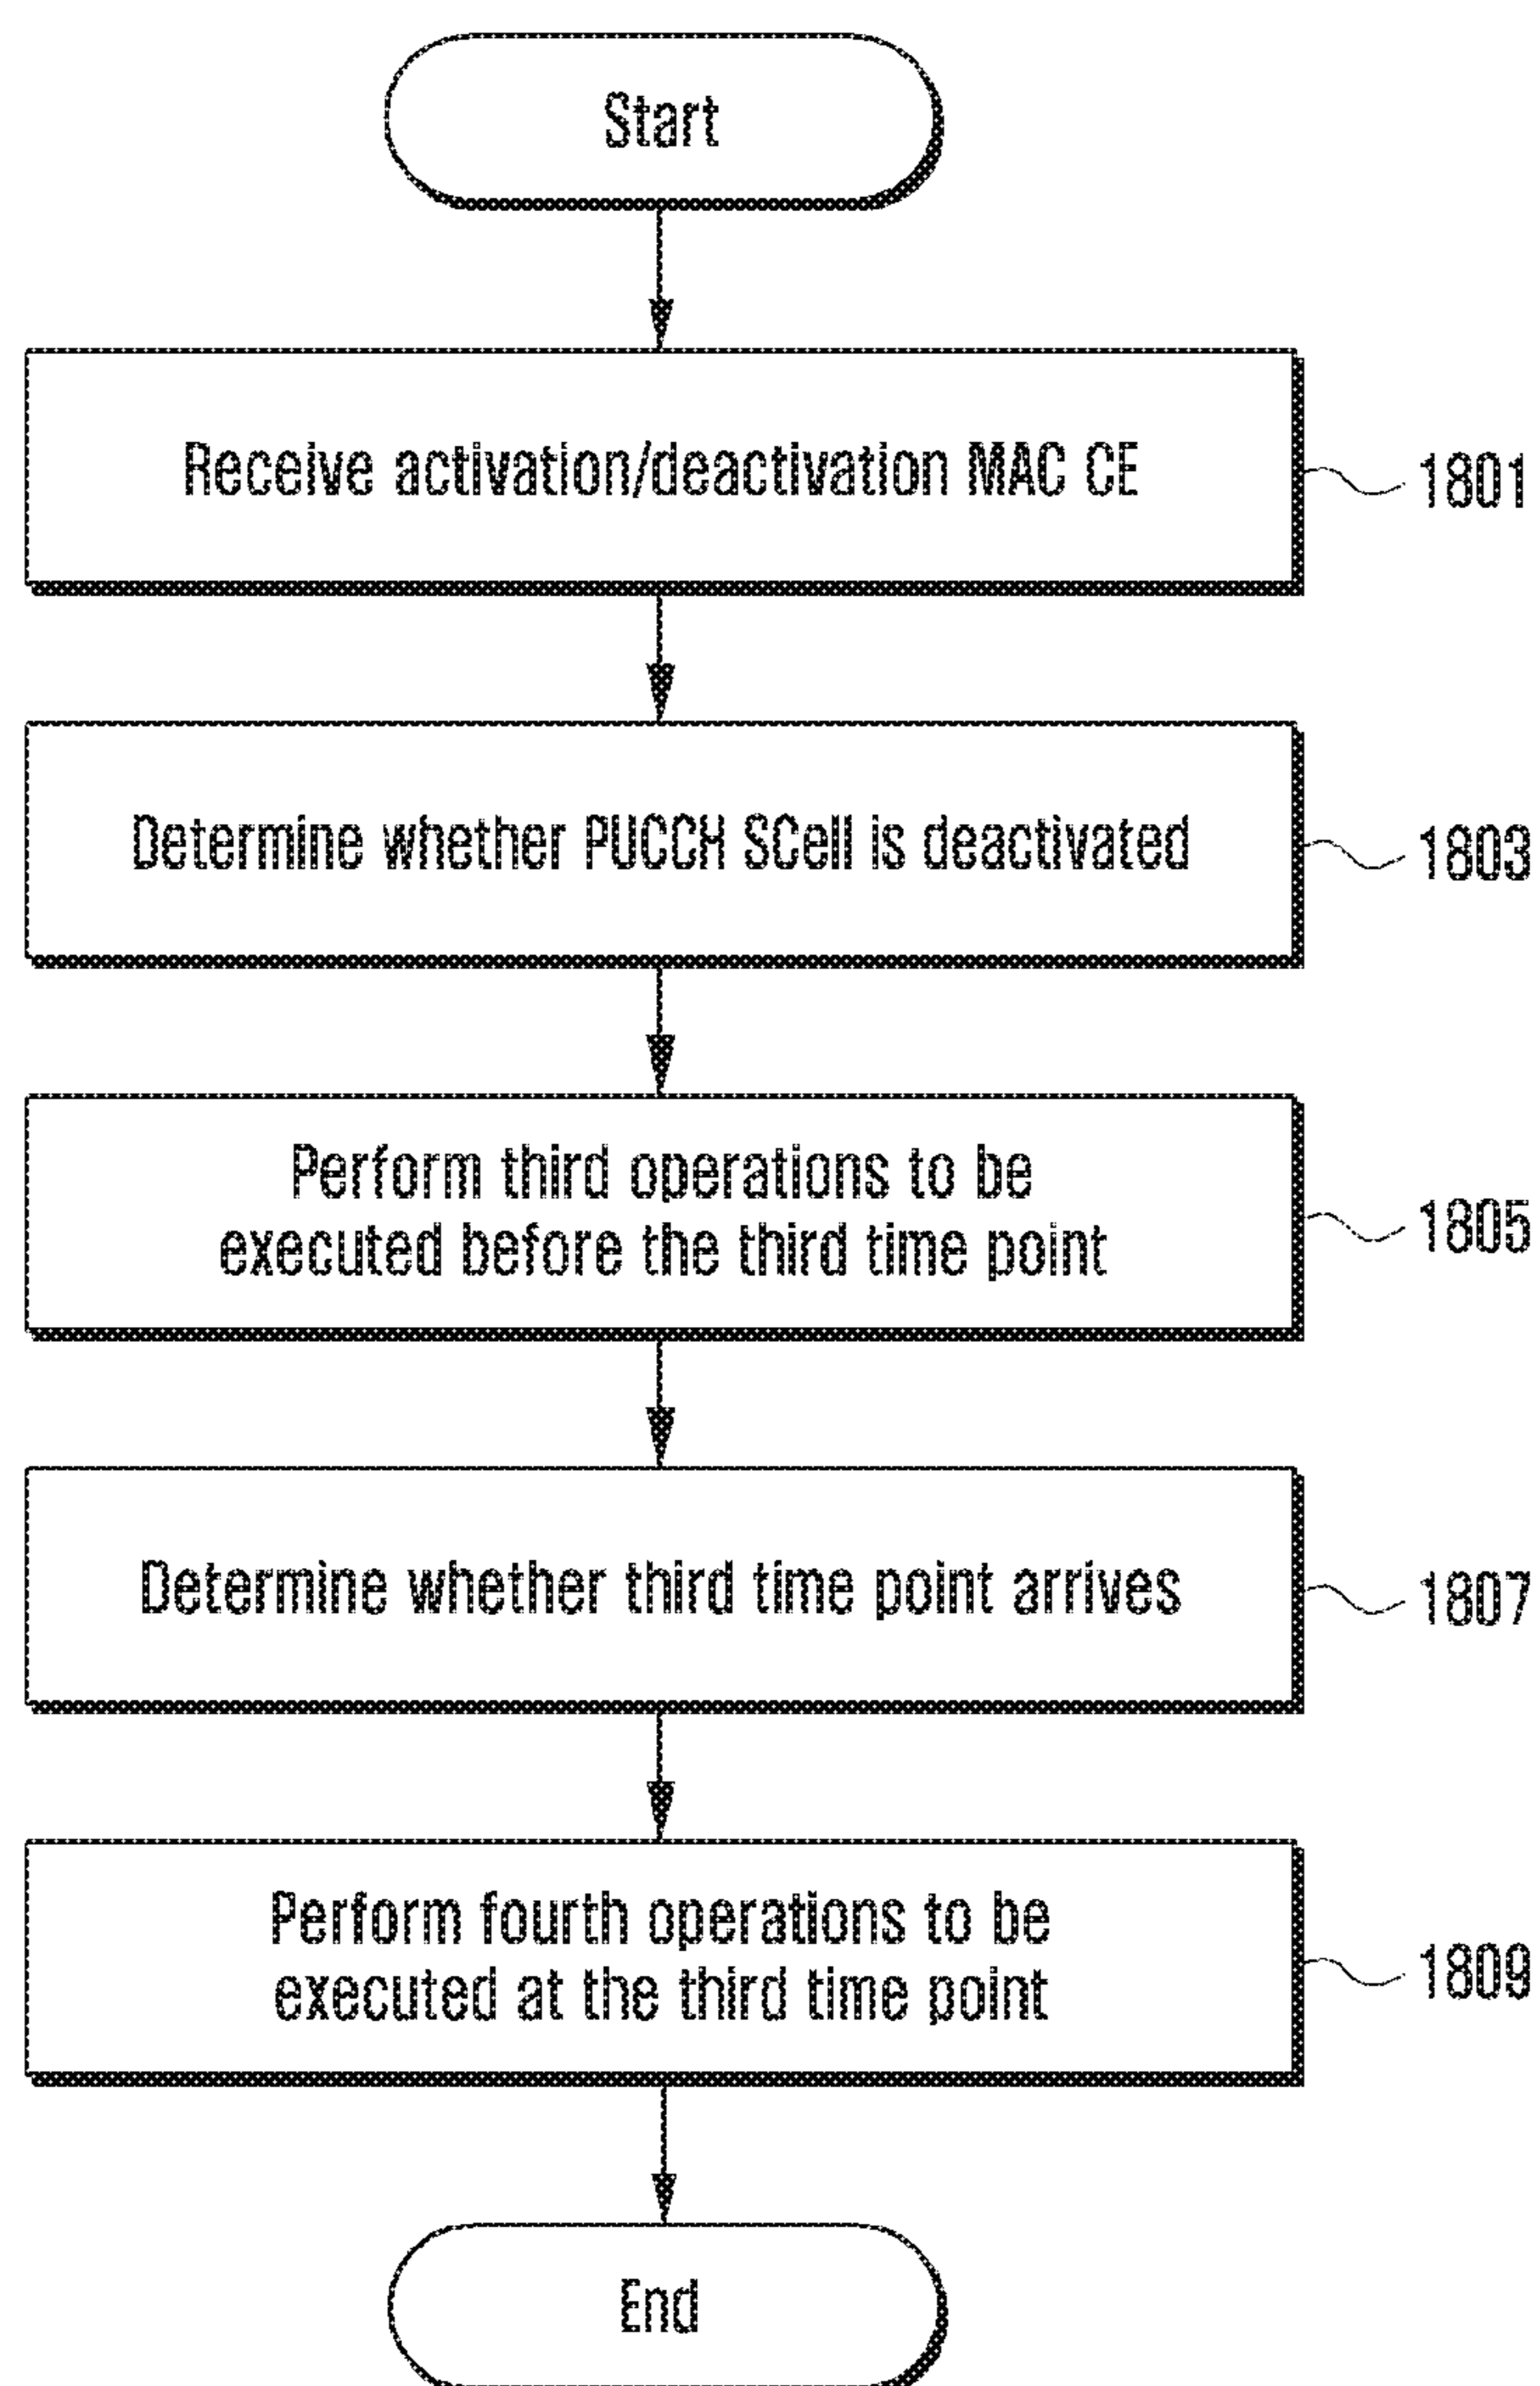 Start
Receive activation/deactivation MAC CE
1801
Determine whether PUCCH SCell is deactivated
1803
Perform third operations to be
executed before the third time point
1805
Determine whether third time point arrives
1807
Perform fourth operations to be
executed at the third time point
1809
End